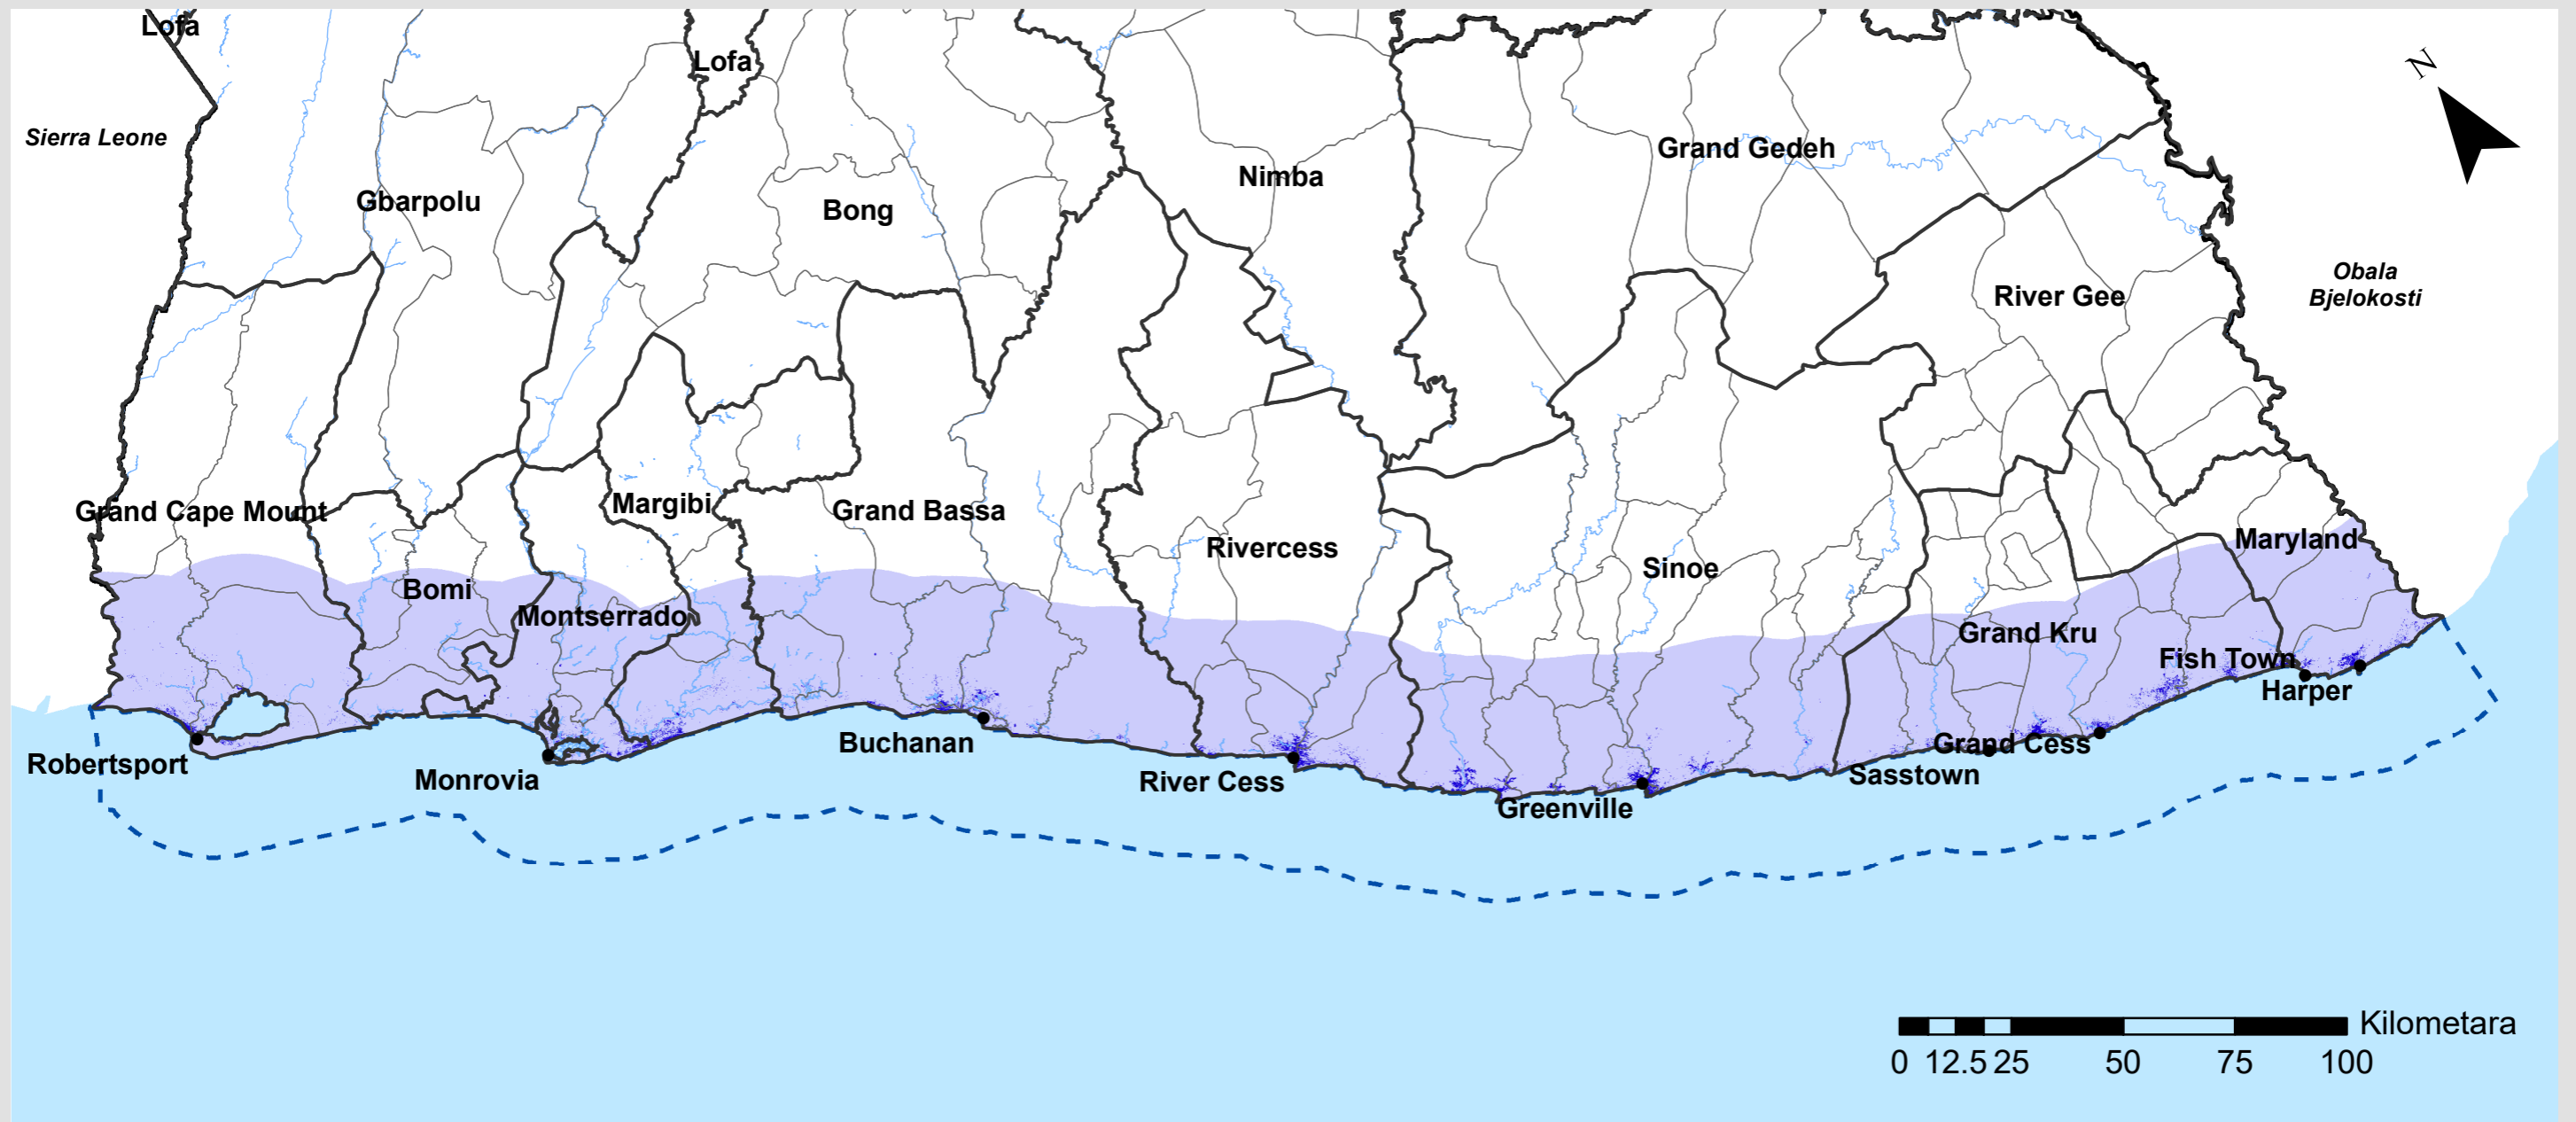 Lofa
Lofa
N
Sierra Leone
Grand Gedeh
Nimba
Gbarpolu
Bong
Obala
Bjelokosti
River Gee
Grand Cape Mount
Margibi
Grand Bassa
Rivercess
Maryland
Sinoe
Bomi
Montserrado
Grand Kru
Fish Town
Harper
Robertsport
Monrovia
Buchanan
River Cess
Grand Cess
Sasstown
Greenville
Kilometara
0 12.5 25 50 75 100